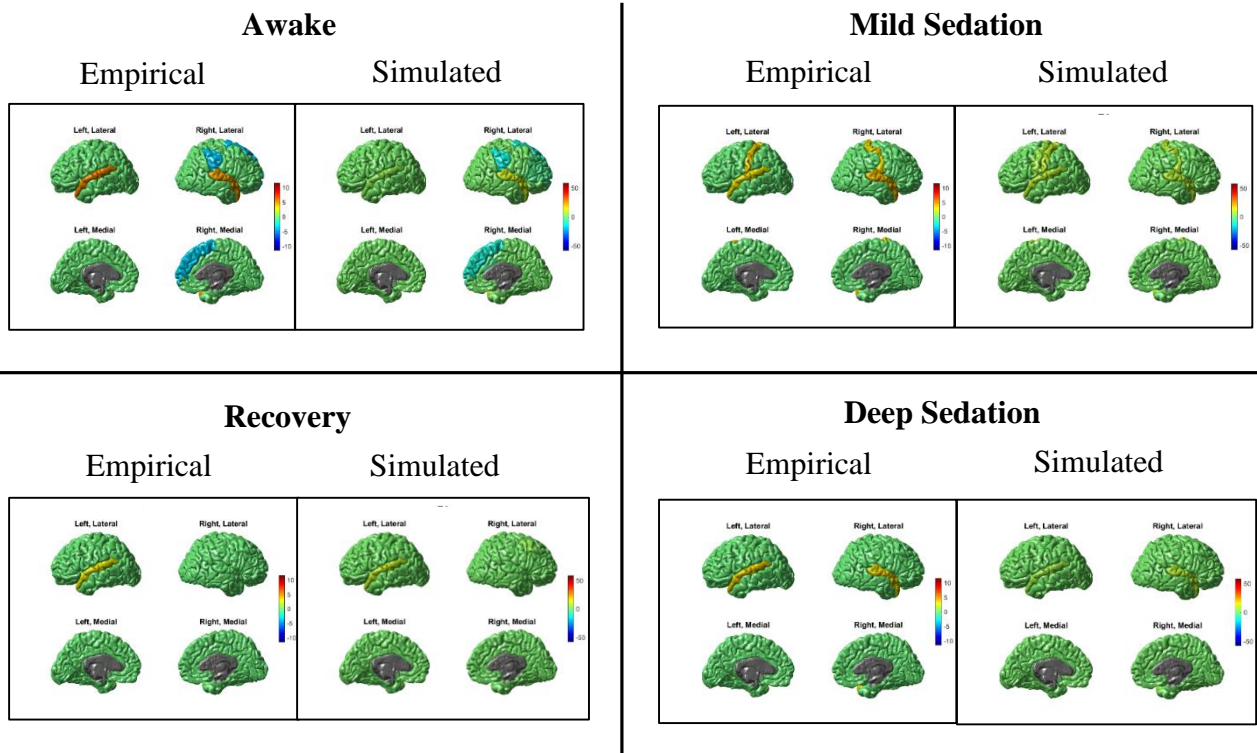 Awake
Empirical Simulated
Left, Lateral Right, Lateral Left, Lateral Right, Lateral
10
5
0
-5
-10
50
0
-50
Left, Medial Right, Medial Left, Medial Right, Medial
Mild Sedation
Empirical Simulated
Left, Lateral Right, Lateral Left, Lateral Right, Lateral
10
5
0
-5
-10
50
0
-50
Left, Medial Right, Medial Left, Medial Right, Medial
Recovery
Empirical Simulated
Left, Lateral Right, Lateral Left, Lateral Right, Lateral
10
5
0
-5
-10
50
0
-50
Left, Medial Right, Medial Left, Medial Right, Medial
Deep Sedation
Empirical Simulated
Left, Lateral Right, Lateral Left, Lateral Right, Lateral
10
5
0
-5
-10
50
0
-50
Left, Medial Right, Medial Left, Medial Right, Medial